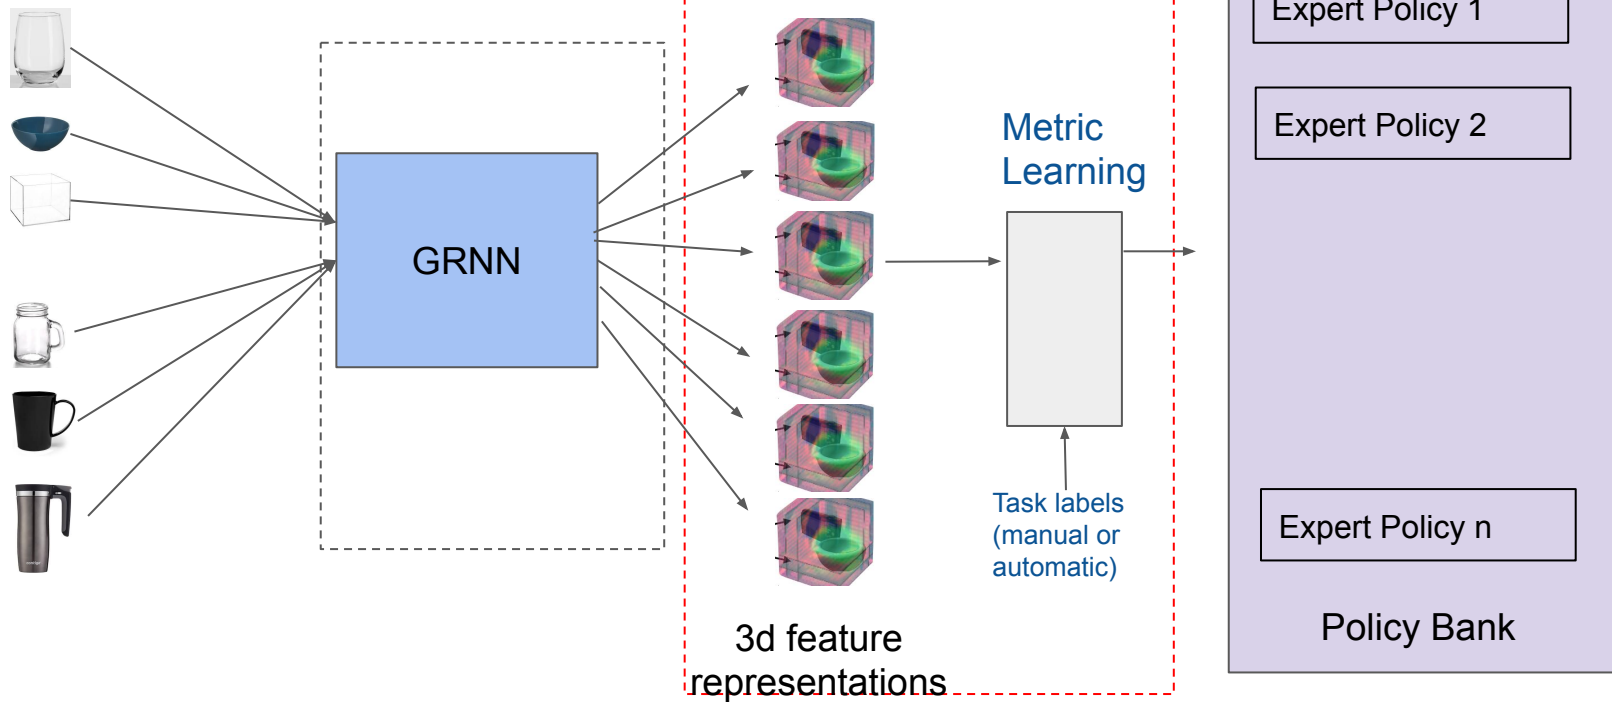 Expert Policy 1
Expert Policy 2
Metric
Learning
GRNN
Task labels
(manual or
automatic)
Expert Policy n
Policy Bank
3d feature
representations